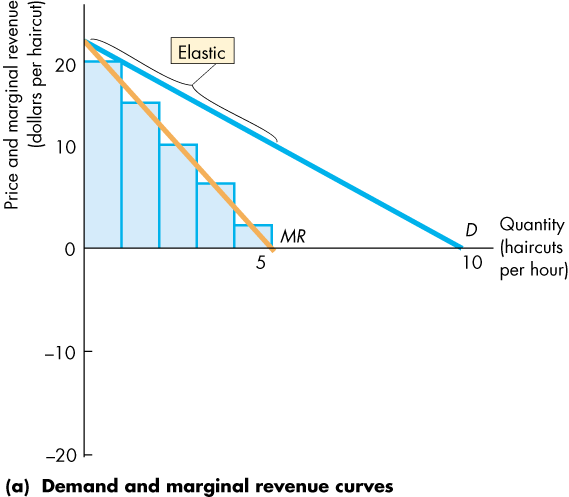 Price and marginal revenue
(dollars per haircut)
Elastic
20
10
0
–10
–20
MR
5
D
10
Quantity
(haircuts
per hour)
(a) Demand and marginal revenue curves